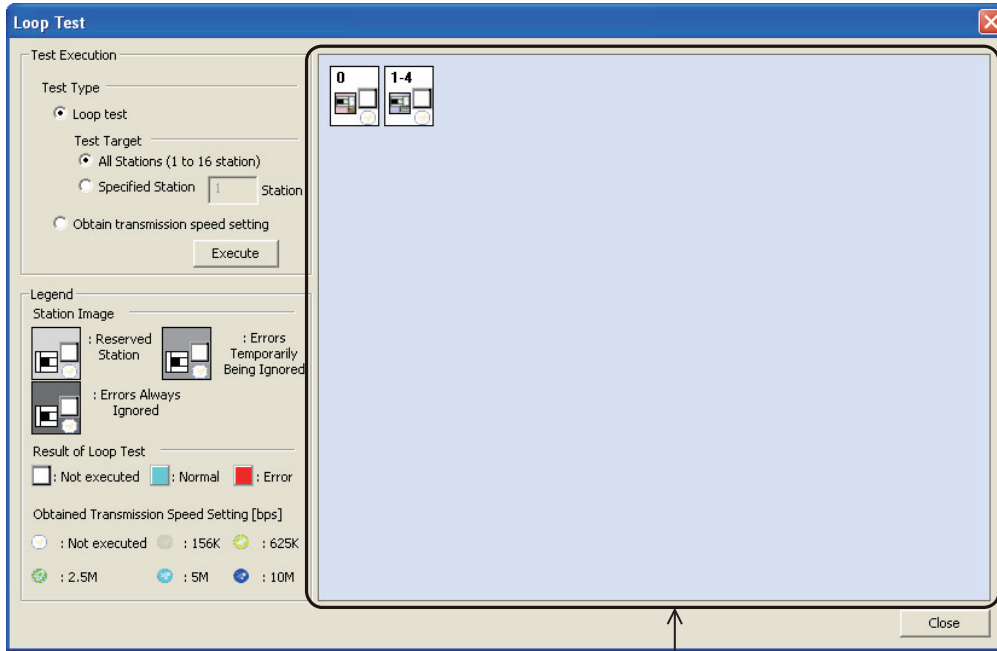 Loop Test
Test Execution
Test Type
Loop test
Test Target
All Stations (1 to 16 station)
Specified Station 1 Station
Obtain transmission speed setting
Execute
Legend
Station Image
: Reserved
Station
: Errors
Temporarily
Being Ignored
: Errors Always
Ignored
Result of Loop Test
: Not executed : Normal : Error
Obtained Transmission Speed Setting [bps]
: Not executed : 156K : 625K
: 2.5M : 5M : 10M
0 1-4
Close